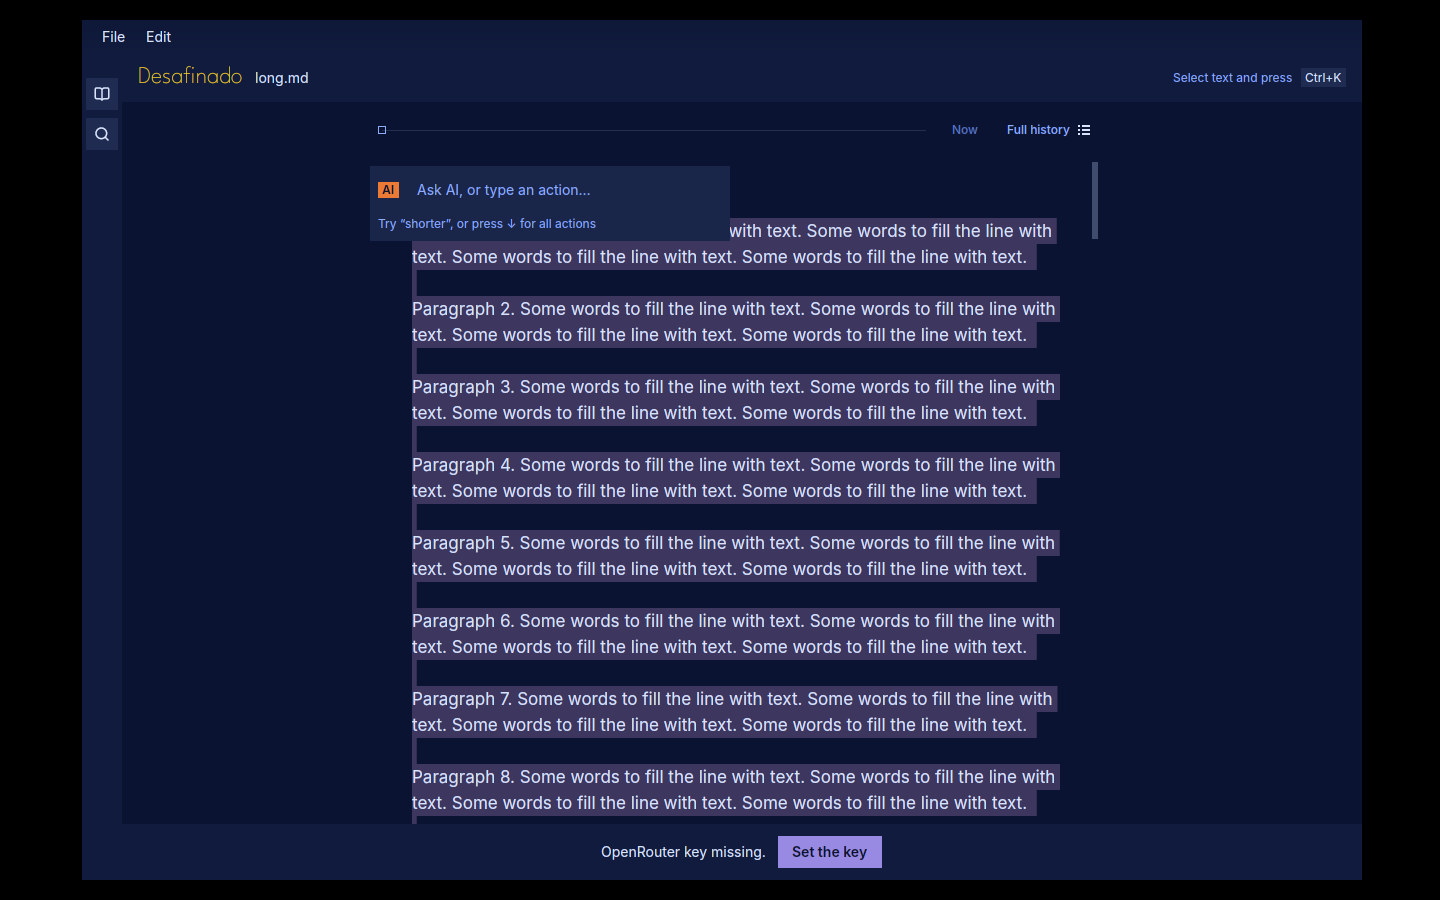 File Edit
Desafinado long.md
Select text and press Ctrl+K
Now Full history
AI Ask AI, or type an action...
Try “shorter”, or press ↓ for all actions
with text. Some words to fill the line with
text. Some words to fill the line with text. Some words to fill the line with text.
Paragraph 2. Some words to fill the line with text. Some words to fill the line with
text. Some words to fill the line with text. Some words to fill the line with text.
Paragraph 3. Some words to fill the line with text. Some words to fill the line with
text. Some words to fill the line with text. Some words to fill the line with text.
Paragraph 4. Some words to fill the line with text. Some words to fill the line with
text. Some words to fill the line with text. Some words to fill the line with text.
Paragraph 5. Some words to fill the line with text. Some words to fill the line with
text. Some words to fill the line with text. Some words to fill the line with text.
Paragraph 6. Some words to fill the line with text. Some words to fill the line with
text. Some words to fill the line with text. Some words to fill the line with text.
Paragraph 7. Some words to fill the line with text. Some words to fill the line with
text. Some words to fill the line with text. Some words to fill the line with text.
Paragraph 8. Some words to fill the line with text. Some words to fill the line with
text. Some words to fill the line with text. Some words to fill the line with text.
OpenRouter key missing. Set the key